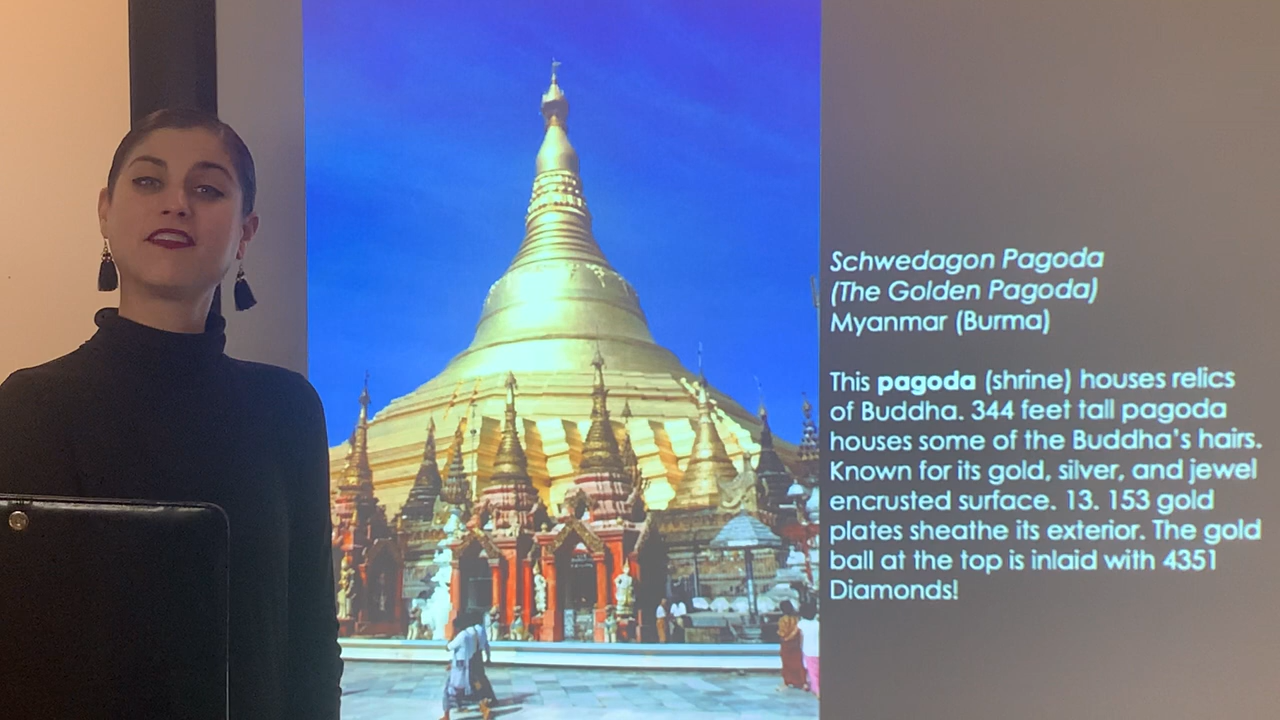 Schwedagon Pagoda
(The Golden Pagoda)
Myanmar (Burma)
This pagoda (shrine) houses relics
of Buddha. 344 feet tall pagoda
houses some of the Buddha's hairs.
Known for its gold, silver, and jewel
encrusted surface. 13. 153 gold
plates sheathe its exterior. The gold
ball at the top is inlaid with 4351
Diamonds!